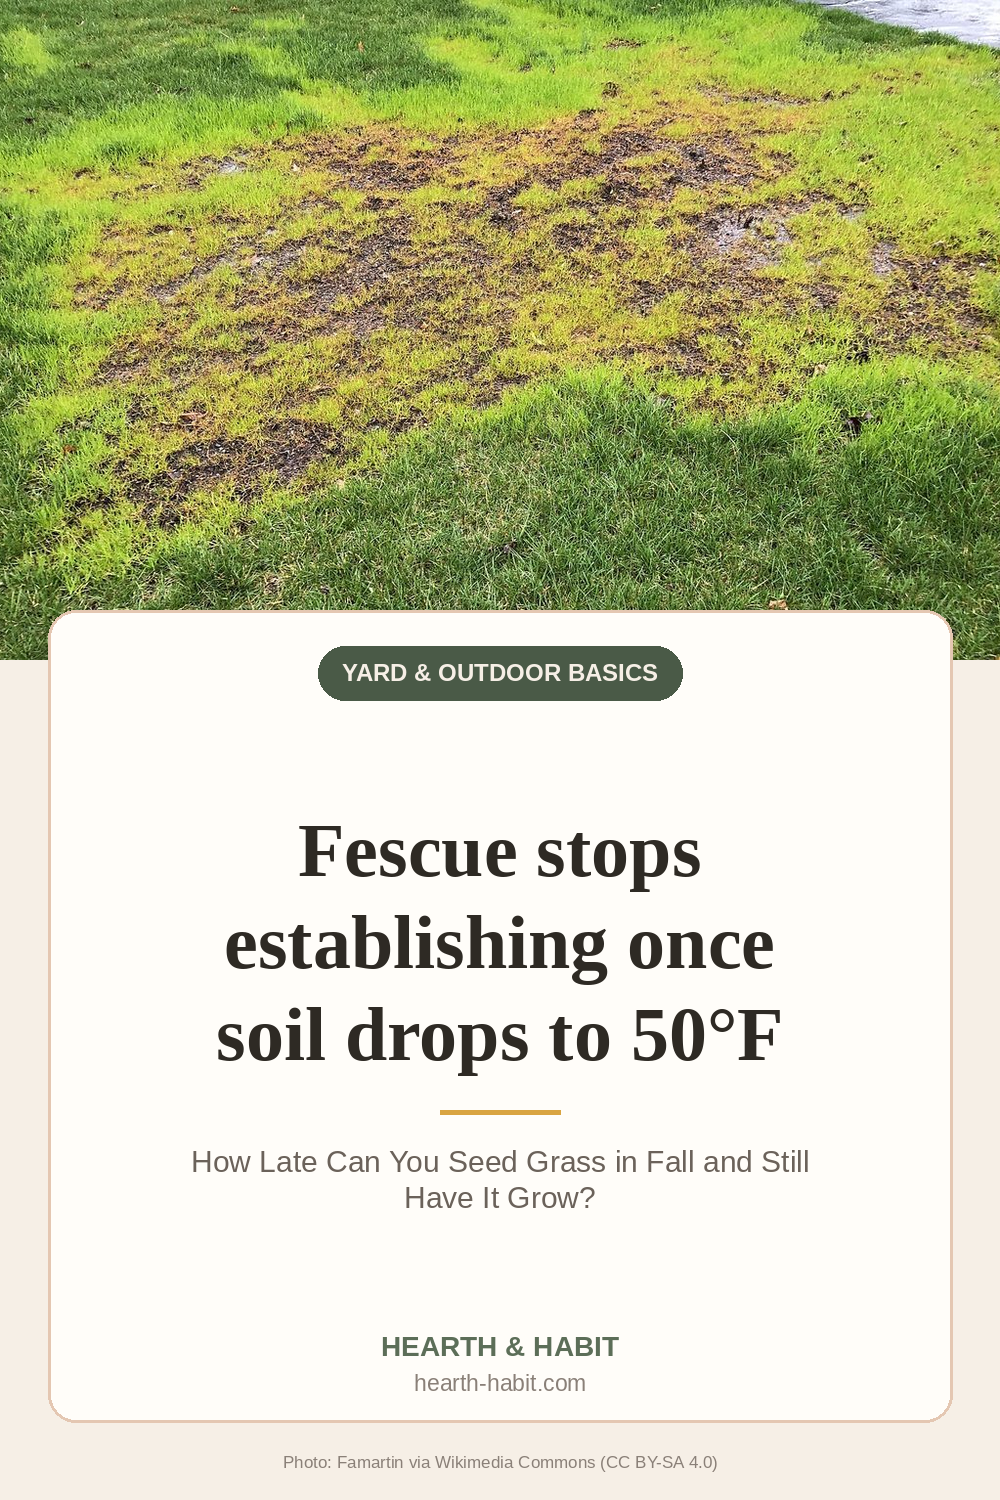 YARD & OUTDOOR BASICS
Fescue stops
establishing once
soil drops to 50°F
How Late Can You Seed Grass in Fall and Still
Have It Grow?
HEARTH & HABIT
hearth-habit.com
Photo: Famartin via Wikimedia Commons (CC BY-SA 4.0)